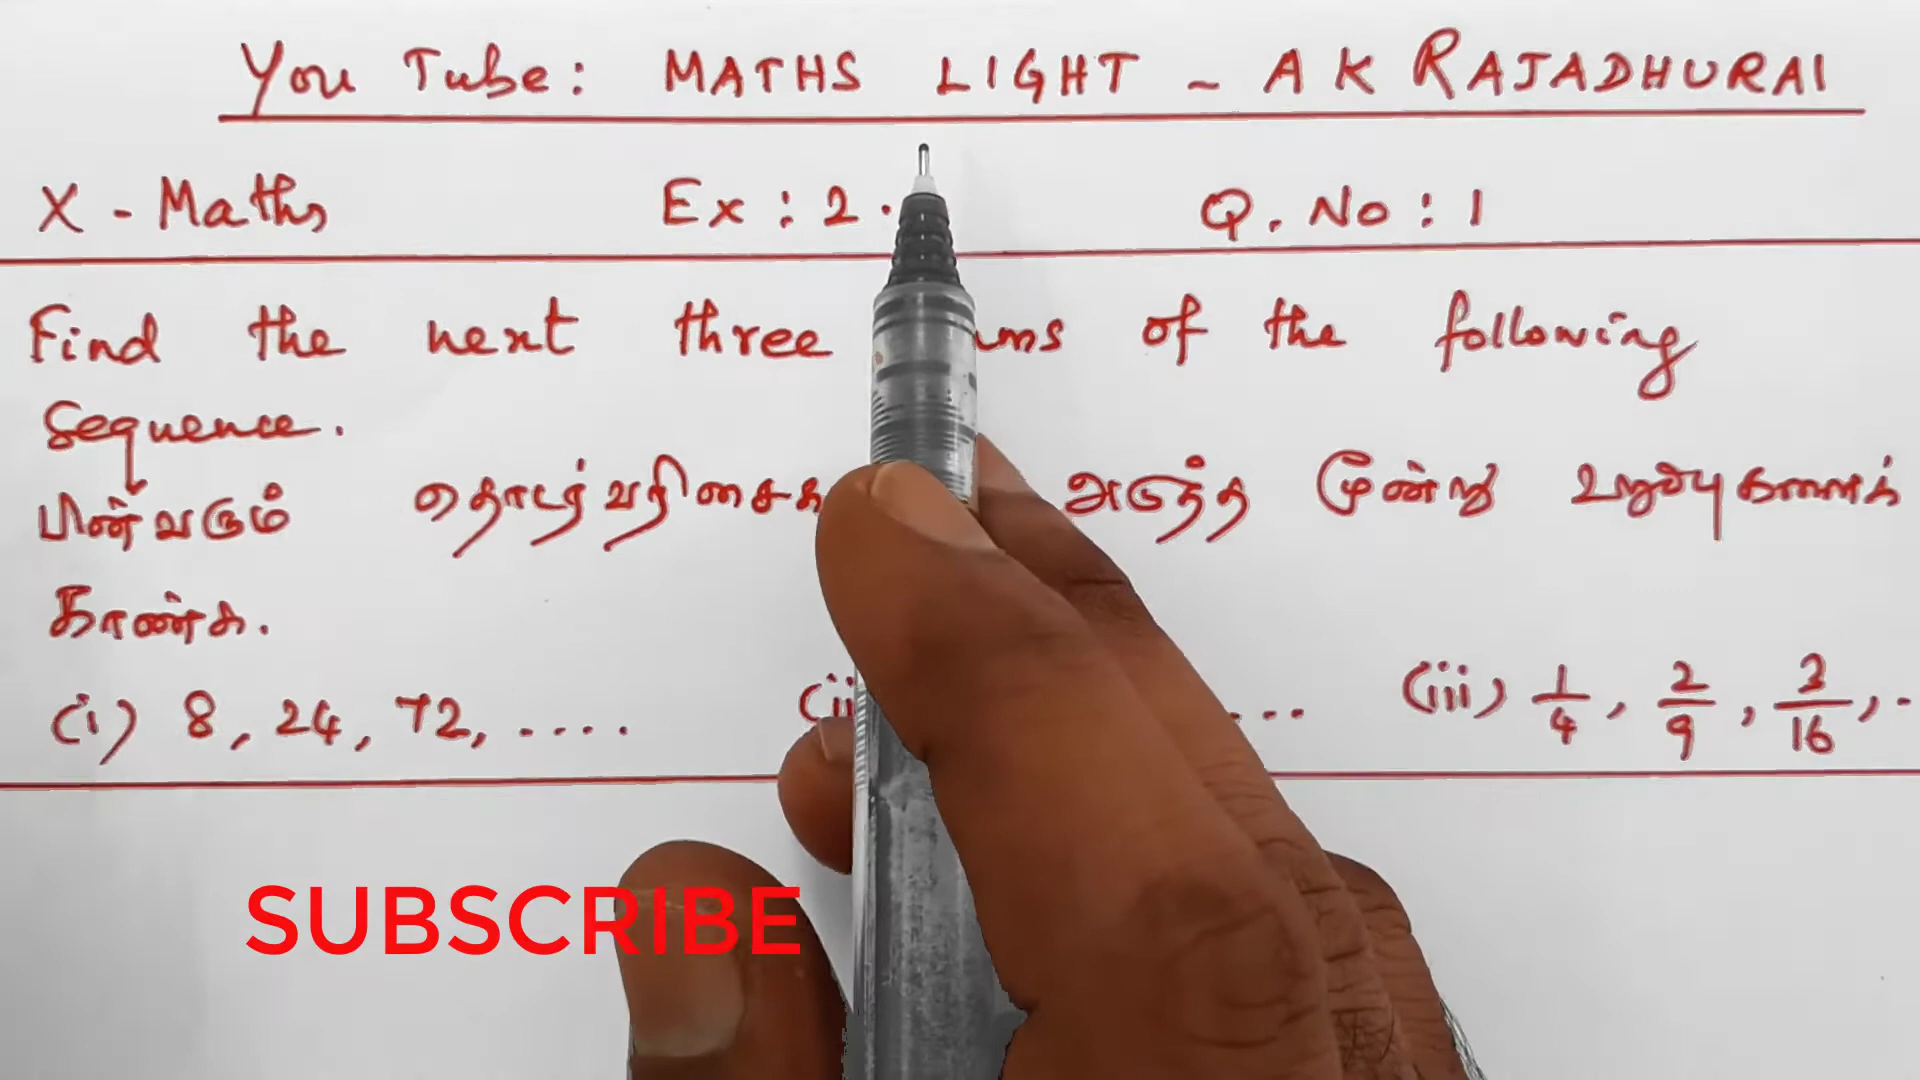 You Tube: MATHS LIGHT - A K RAJADHURAI
X - Maths Ex : 2. Q. No : 1
Find the next three of the following
Sequence.
பின்வரும் அடுத்த மூன்று உறுப்புகளைக்
காண்க.
(i) 8, 24, 72, .... (iii) 1/4, 2/9, 3/16, .
SUBSCRIBE